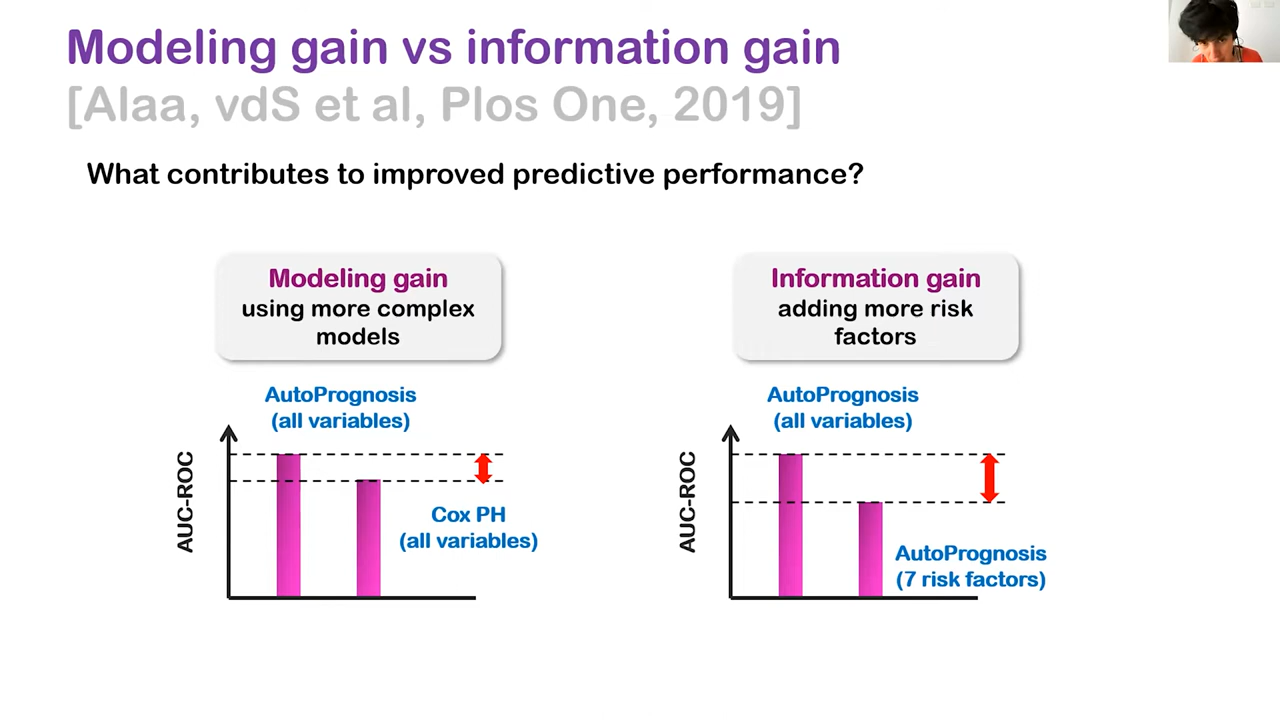 Modeling gain vs information gain
[Alaa, vdS et al, Plos One, 2019]
What contributes to improved predictive performance?
Modeling gain
using more complex
models
AutoPrognosis
(all variables)
AUC-ROC
Cox PH
(all variables)
Information gain
adding more risk
factors
AutoPrognosis
(all variables)
AUC-ROC
AutoPrognosis
(7 risk factors)